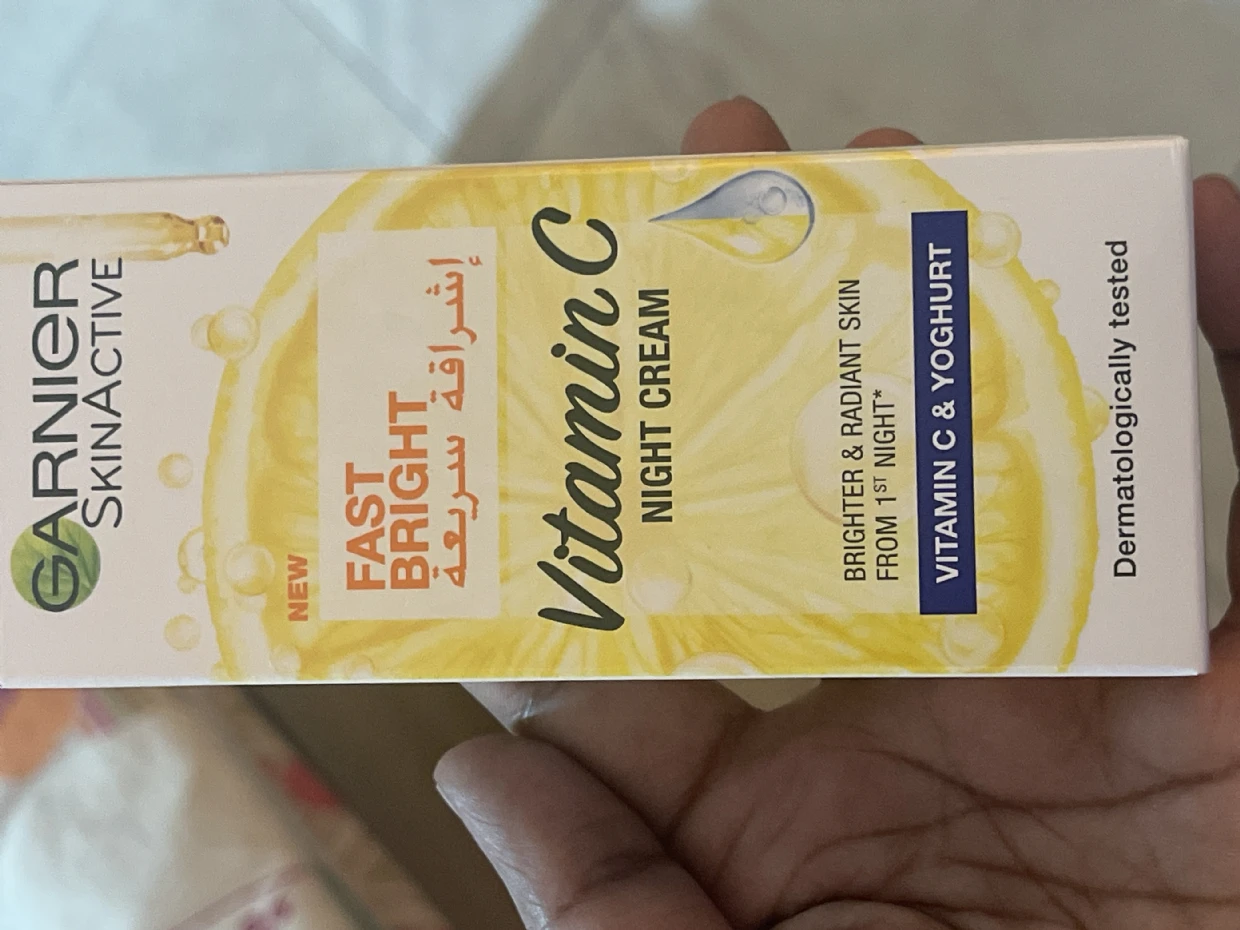 GARNIER
SKINACTIVE
NEW
FAST
BRIGHT
إشراقة سريعة
Vitamin C
NIGHT CREAM
BRIGHTER & RADIANT SKIN
FROM 1ST NIGHT*
VITAMIN C & YOGHURT
Dermatologically tested